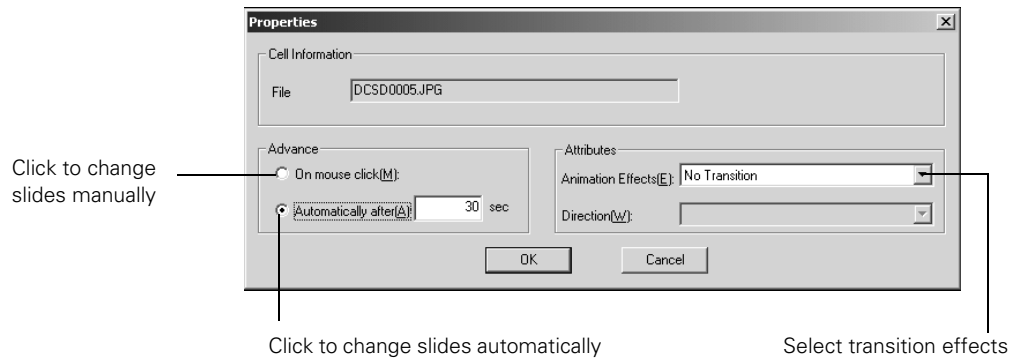 Properties
Cell Information
File DCSD0005.JPG
Advance
On mouse click(M):
Automatically after(A): 30 sec
Attributes
Animation Effects(E): No Transition
Direction(W):
OK Cancel
Click to change
slides manually
Click to change slides automatically
Select transition effects